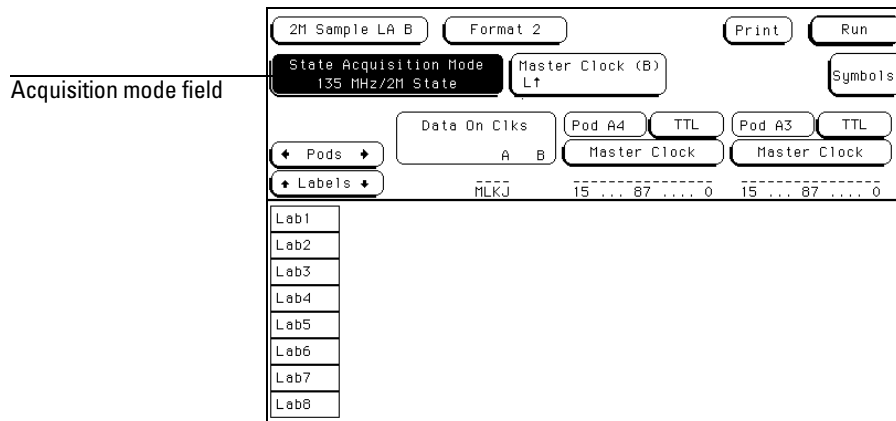 2M Sample LA B Format 2 Print Run
State Acquisition Mode
135 MHz/2M State
Master Clock (B)
L↑
Symbols
Acquisition mode field
Data On Clks
A B
Pod A4 TTL Pod A3 TTL
Master Clock Master Clock
← Pods →
↑ Labels ↓
MLKJ 15 ... 87 .... 0 15 ... 87 .... 0
Lab1
Lab2
Lab3
Lab4
Lab5
Lab6
Lab7
Lab8